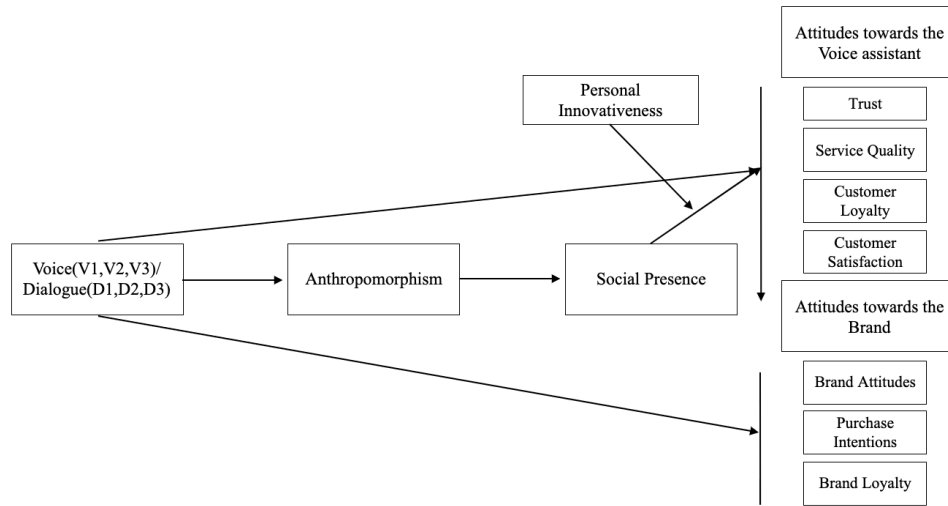 Attitudes towards the
Voice assistant
Personal
Innovativeness
Trust
Service Quality
Customer
Loyalty
Customer
Satisfaction
Voice(V1,V2,V3)/
Dialogue(D1,D2,D3)
Anthropomorphism
Social Presence
Attitudes towards the
Brand
Brand Attitudes
Purchase
Intentions
Brand Loyalty